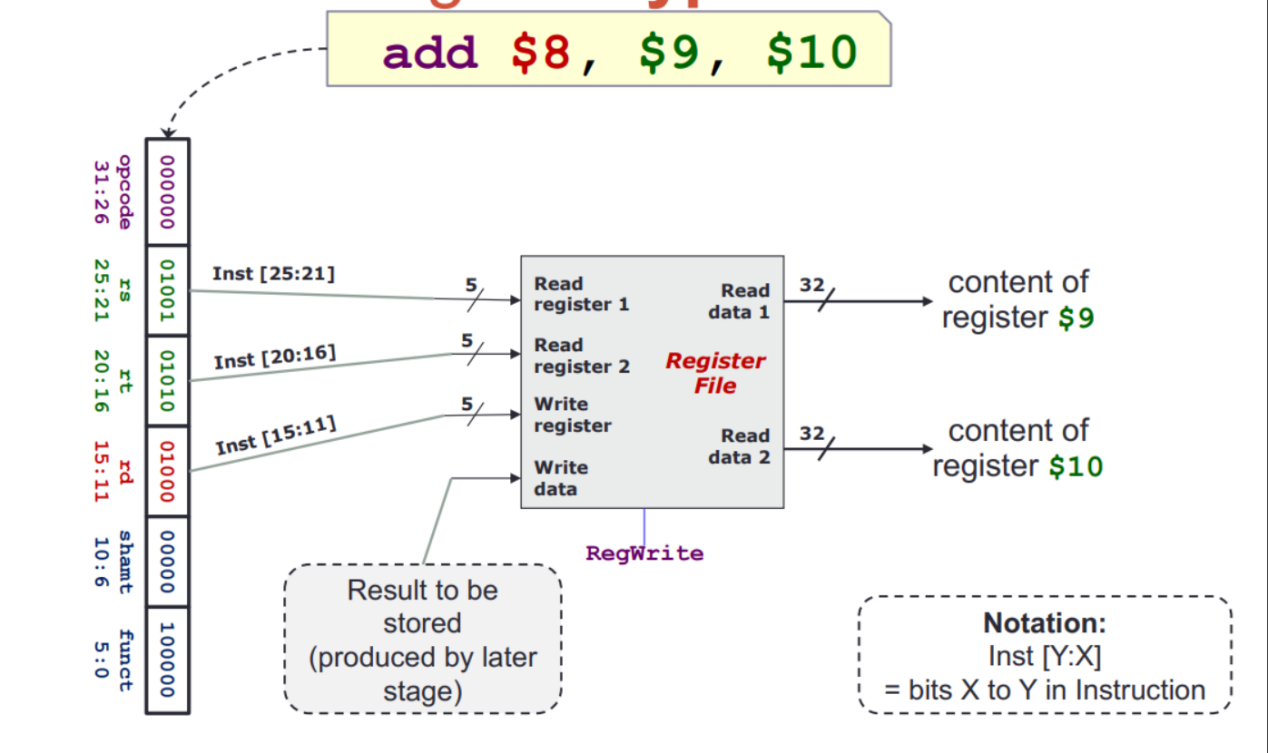 add $8, $9, $10
opcode
31:26
000000
rs
25:21
01001
rt
20:16
01010
rd
15:11
01000
shamt
10:6
00000
funct
5:0
100000
Inst [25:21]
Inst [20:16]
Inst [15:11]
5
5
5
Read
register 1
Read
register 2
Write
register
Write
data
Read
data 1
Register
File
Read
data 2
32
32
content of
register $9
content of
register $10
RegWrite
Result to be
stored
(produced by later
stage)
Notation:
Inst [Y:X]
= bits X to Y in Instruction